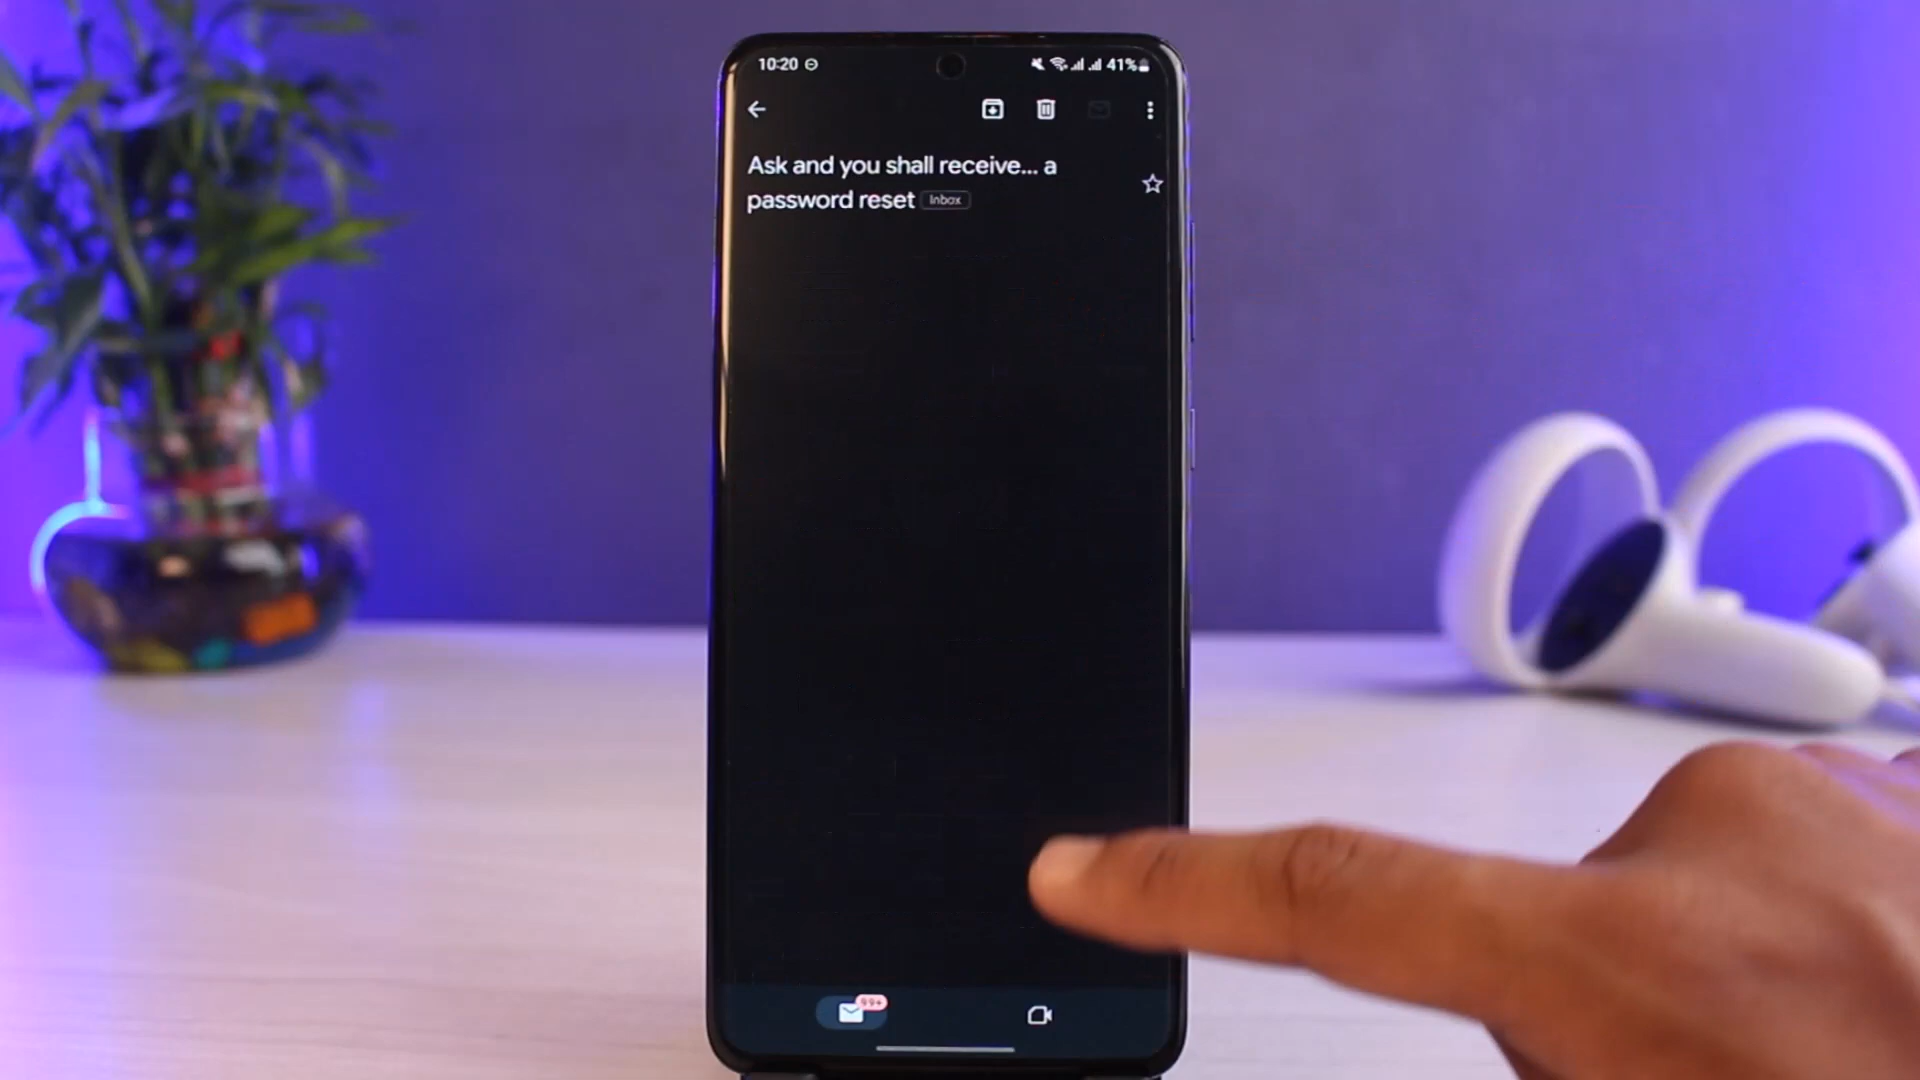 10:20
41%
Ask and you shall receive... a
password reset Inbox
99+